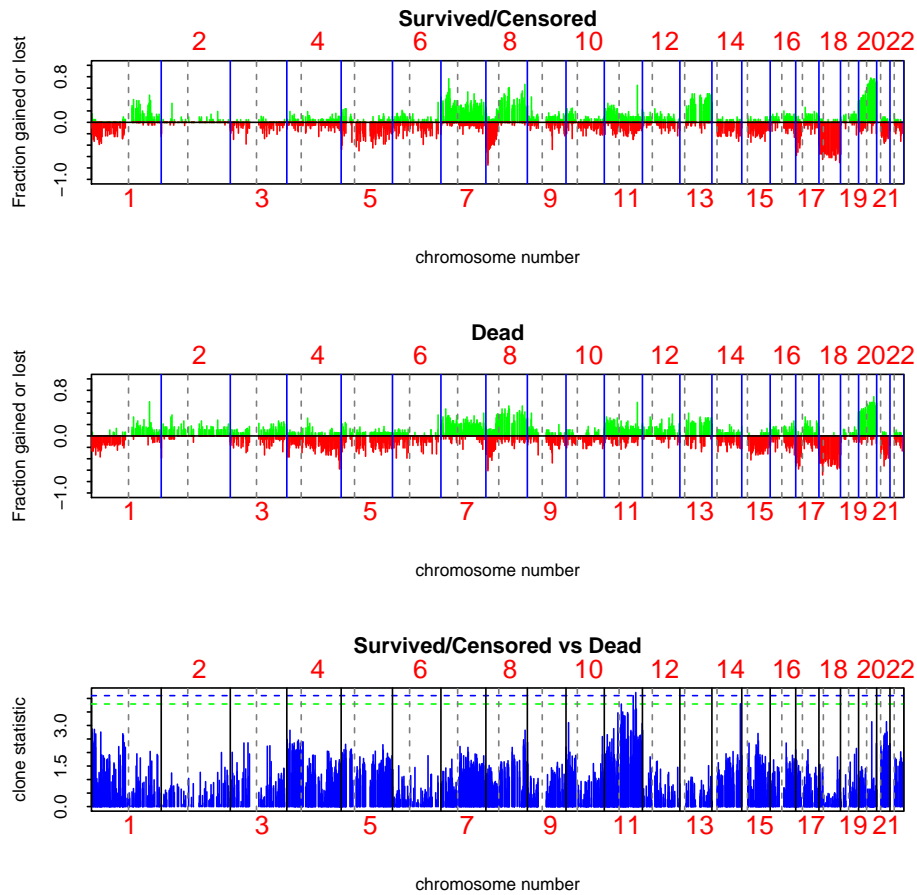 Survived/Censored
2 4 6 8 10 12 14 16 18 20 22
Fraction gained or lost
0.8
0.0
−1.0
1 3 5 7 9 11 13 15 17 19 21
chromosome number
Dead
2 4 6 8 10 12 14 16 18 20 22
Fraction gained or lost
0.8
0.0
−1.0
1 3 5 7 9 11 13 15 17 19 21
chromosome number
Survived/Censored vs Dead
2 4 6 8 10 12 14 16 18 20 22
clone statistic
3.0
1.5
0.0
1 3 5 7 9 11 13 15 17 19 21
chromosome number